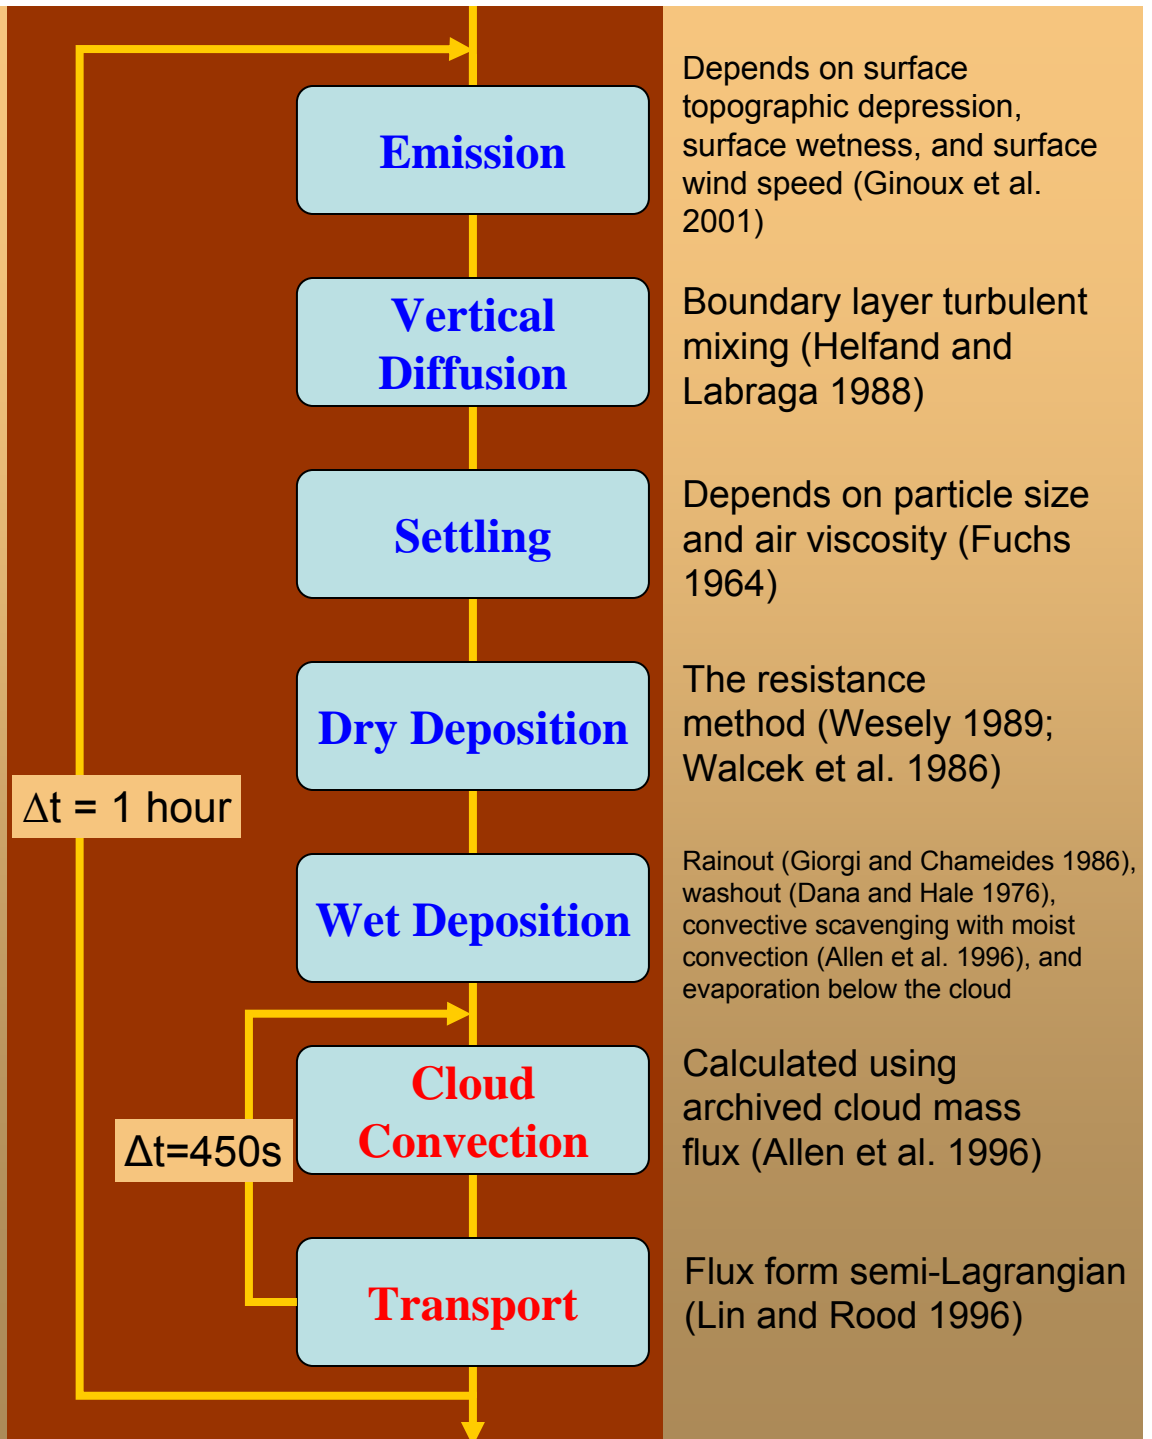 Emission
Depends on surface
topographic depression,
surface wetness, and surface
wind speed (Ginoux et al.
2001)
Vertical
Diffusion
Boundary layer turbulent
mixing (Helfand and
Labraga 1988)
Settling
Depends on particle size
and air viscosity (Fuchs
1964)
Dry Deposition
The resistance
method (Wesely 1989;
Walcek et al. 1986)
Δt = 1 hour
Wet Deposition
Rainout (Giorgi and Chameides 1986),
washout (Dana and Hale 1976),
convective scavenging with moist
convection (Allen et al. 1996), and
evaporation below the cloud
Cloud
Convection
Calculated using
archived cloud mass
flux (Allen et al. 1996)
Δt=450s
Transport
Flux form semi-Lagrangian
(Lin and Rood 1996)